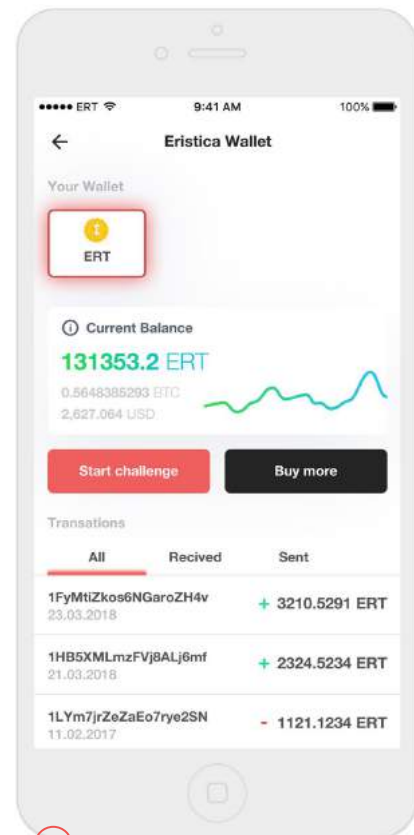 ●●●●● ERT 9:41 AM 100%
← Eristica Wallet
Your Wallet
ERT
Current Balance
131353.2 ERT
0.5648385293 BTC
2,627.064 USD
Start challenge Buy more
Transations
All Recived Sent
1FyMtiZkos6NGaroZH4v + 3210.5291 ERT
23.03.2018
1HB5XMLmzFVj8ALj6mf + 2324.5234 ERT
21.03.2018
1LYm7jrZeZaEo7rye2SN - 1121.1234 ERT
11.02.2017